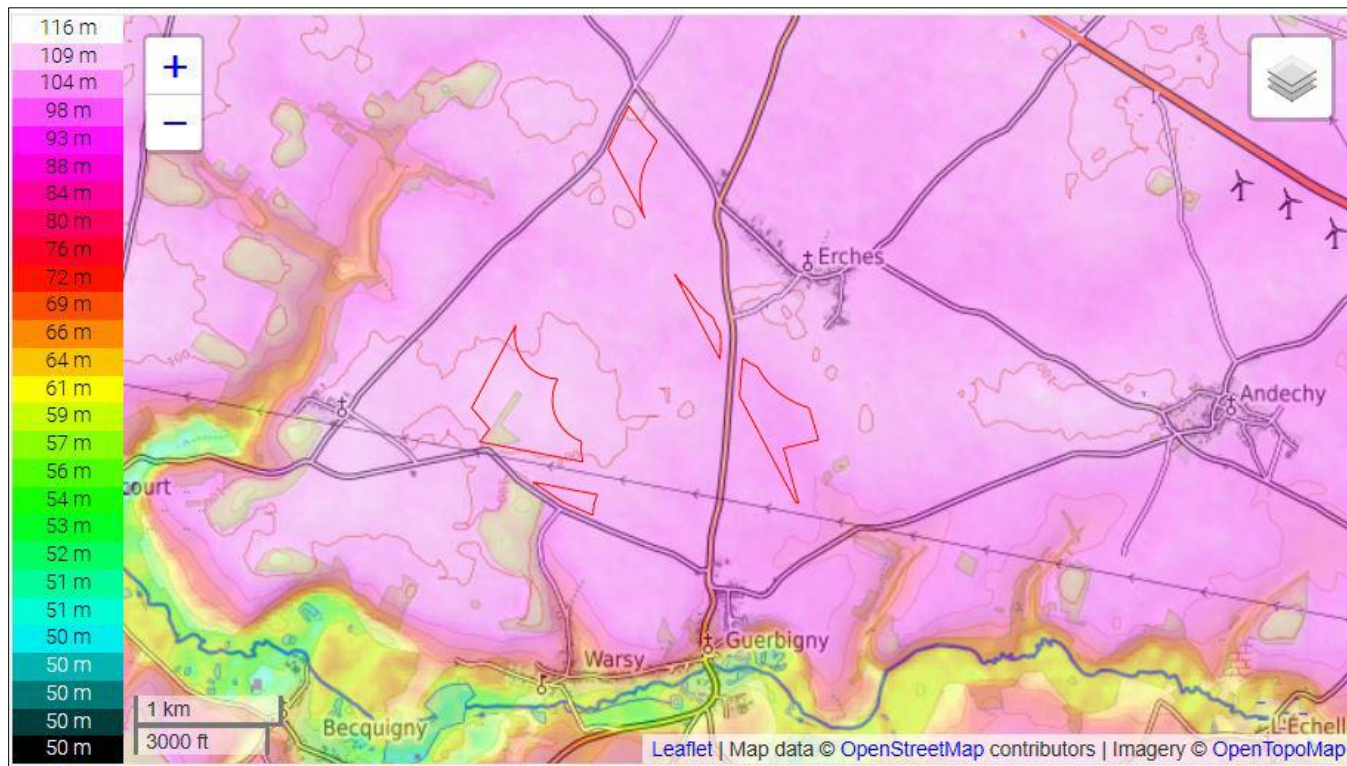 116 m
109 m
104 m
98 m
93 m
88 m
84 m
80 m
76 m
72 m
69 m
66 m
64 m
61 m
59 m
57 m
56 m
54 m
53 m
52 m
51 m
51 m
50 m
50 m
50 m
50 m
50 m
+
−
Erches
100
Andechy
100
court
Guerbigny
Warsy
Becquigny
L-Echell
1 km
3000 ft
Leaflet | Map data © OpenStreetMap contributors | Imagery © OpenTopoMap